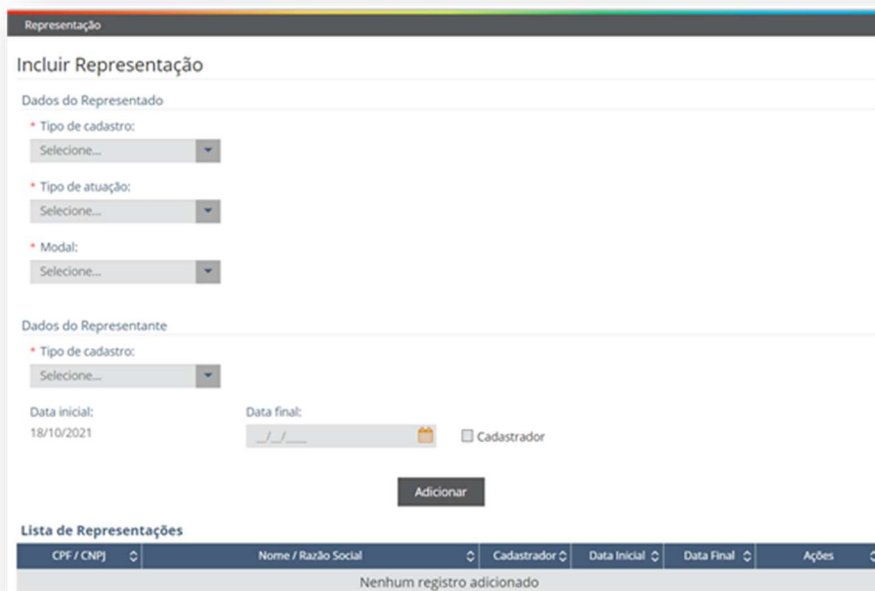 Representação
Incluir Representação
Dados do Representado
* Tipo de cadastro:
Selecione...
* Tipo de atuação:
Selecione...
* Modal:
Selecione...
Dados do Representante
* Tipo de cadastro:
Selecione...
Data inicial: Data final:
18/10/2021 __/__/____ Cadastrador
Adicionar
Lista de Representações
CPF / CNPJ Nome / Razão Social Cadastrador Data Inicial Data Final Ações
Nenhum registro adicionado